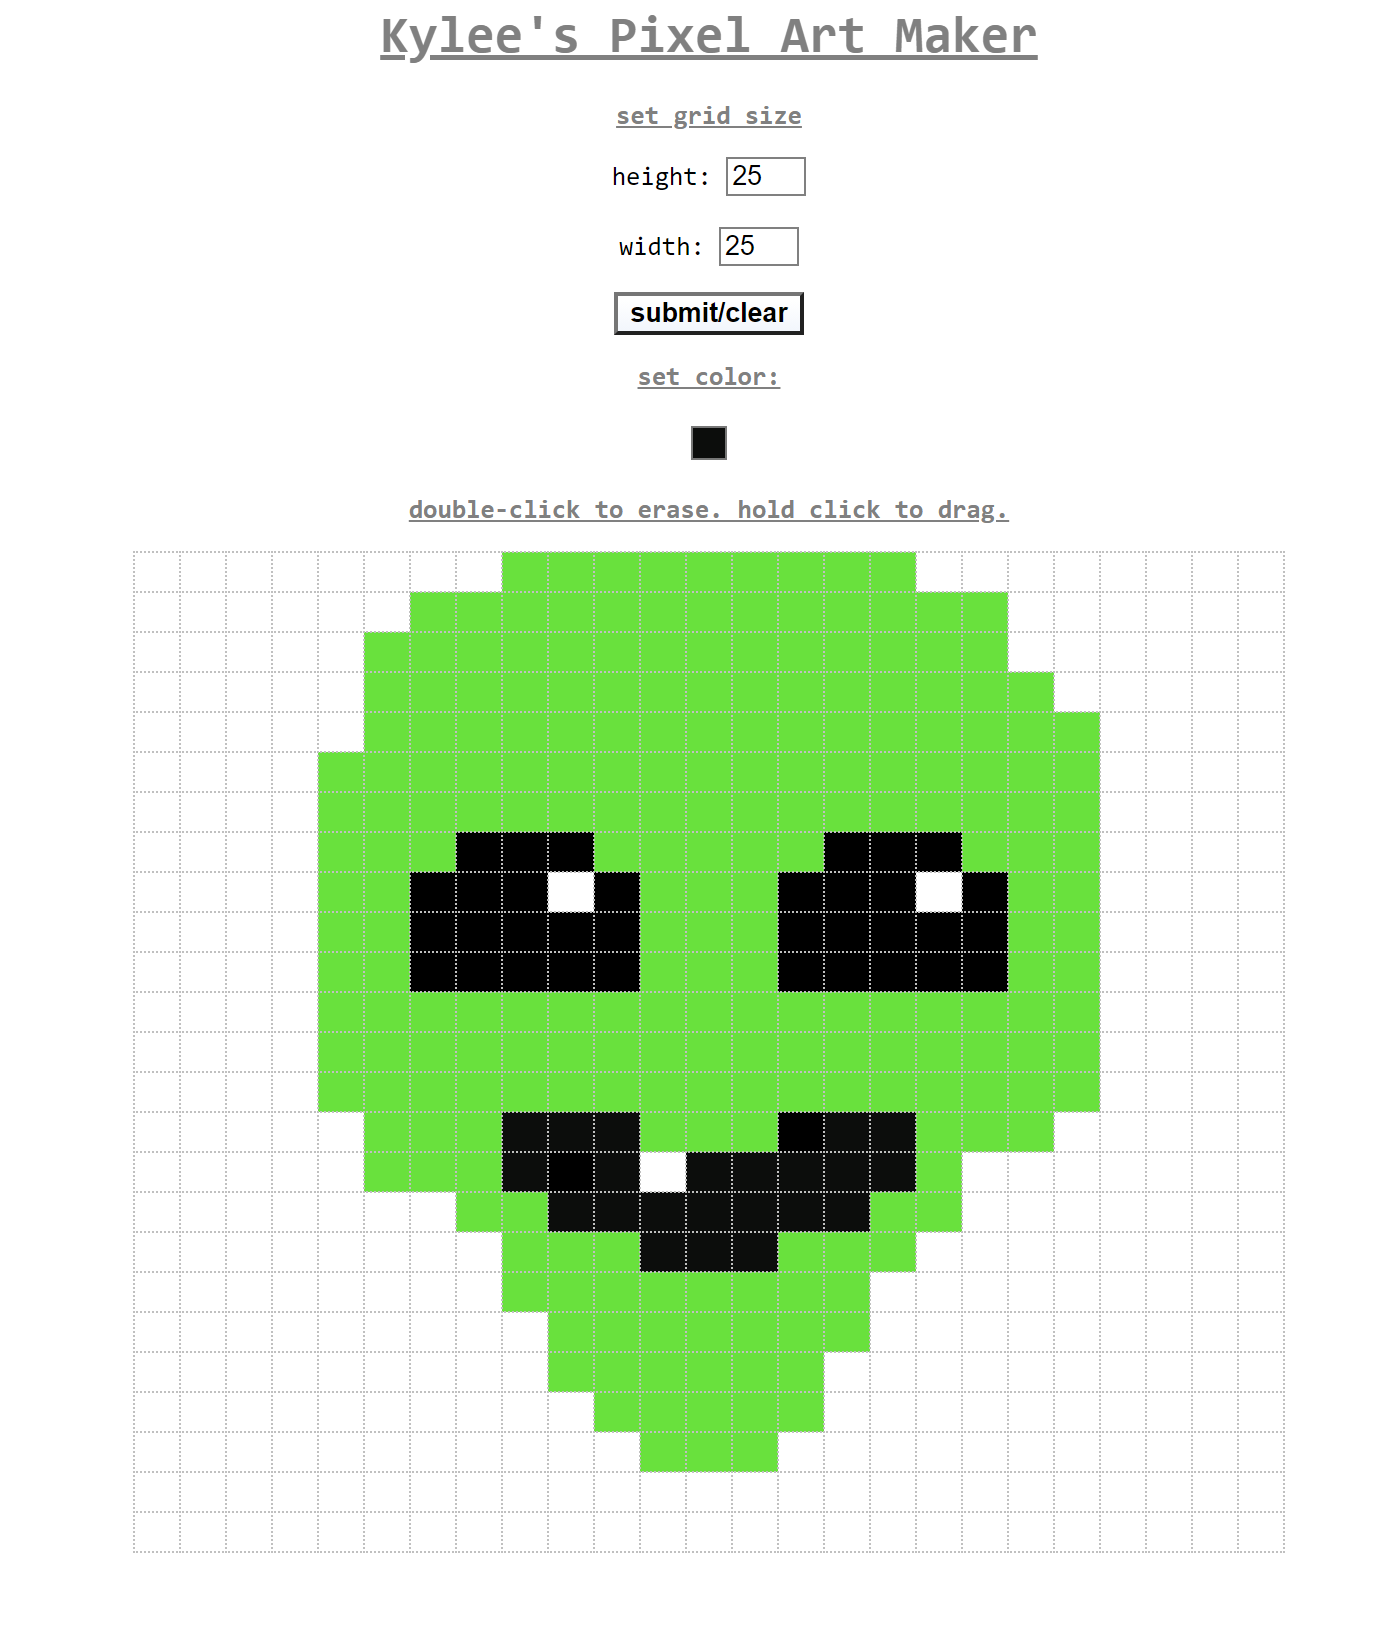 Kylee's Pixel Art Maker
set grid size
height: 25
width: 25
submit/clear
set color:
double-click to erase. hold click to drag.